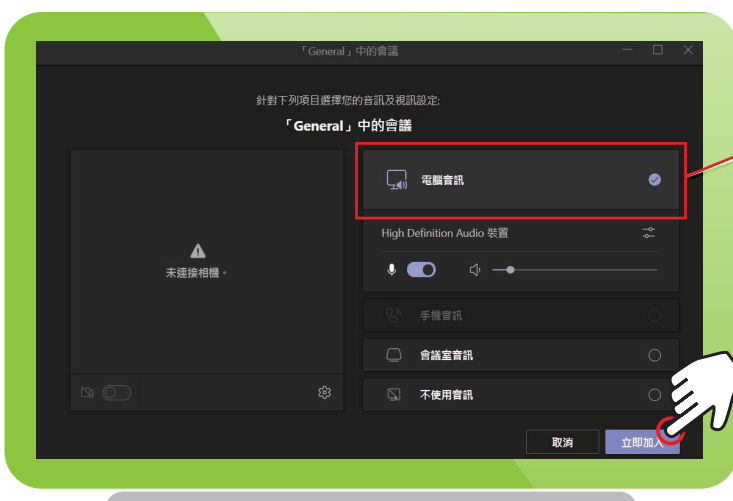 「General」中的會議
針對下列項目選擇您的音訊及視訊設定:
「General」中的會議
電腦音訊
High Definition Audio 裝置
未連接相機。
手機音訊
會議室音訊
不使用音訊
取消
立即加入